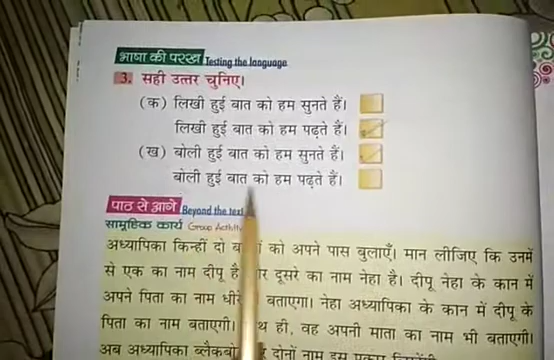 भाषा की परख Testing the language
3. सही उत्तर चुनिए।
(क) लिखी हुई बात को हम सुनते हैं।
लिखी हुई बात को हम पढ़ते हैं।
(ख) बोली हुई बात को हम सुनते हैं।
बोली हुई बात को हम पढ़ते हैं।
पाठ से आगे Beyond the text
सामूहिक कार्य Group Activity
अध्यापिका किन्हीं दो को अपने पास बुलाएँ। मान लीजिए कि उनमें
से एक का नाम दीपू है दूसरे का नाम नेहा है। दीपू नेहा के कान में
अपने पिता का नाम बताएगा। नेहा अध्यापिका के कान में दीपू के
पिता का नाम बताएगी। ही, वह अपनी माता का नाम भी बताएगी।
अब अध्यापिका दोनों नाम इस